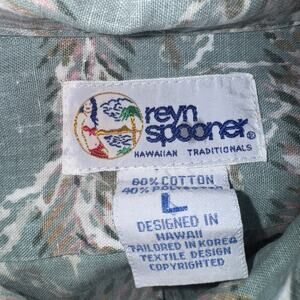 reyn
spooner®
HAWAIIAN TRADITIONALS
60% COTTON
40% POLYESTER
L
DESIGNED IN
HAWAII
TAILORED IN KOREA
TEXTILE DESIGN
COPYRIGHTED